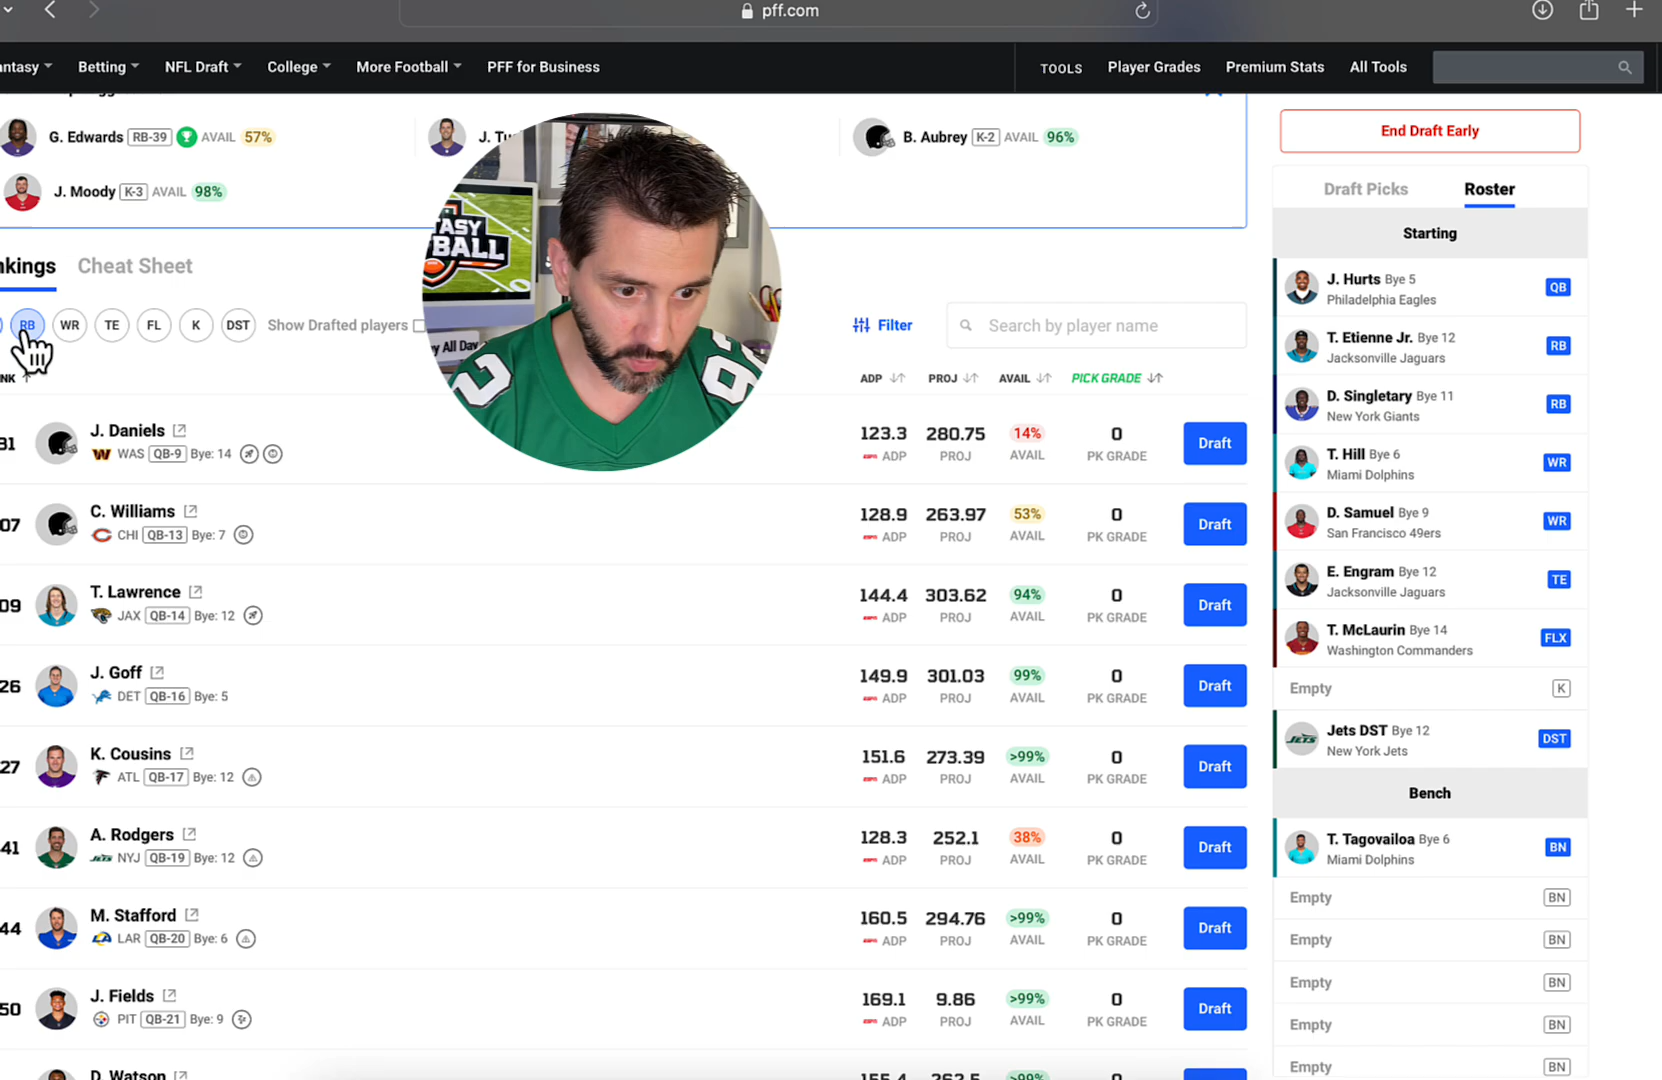 pff.com
antasy
Betting
NFL Draft
College
More Football
PFF for Business
TOOLS
Player Grades
Premium Stats
All Tools
G. Edwards RB-39 AVAIL 57%
J. Tu
B. Aubrey K-2 AVAIL 96%
J. Moody K-3 AVAIL 98%
End Draft Early
Draft Picks
Roster
nkings
Cheat Sheet
RB
WR
TE
FL
K
DST
Show Drafted players
Filter
Search by player name
NK
ADP
PROJ
AVAIL
PICK GRADE
31
J. Daniels
WAS QB-9 Bye: 14
123.3 280.75 14% 0
ADP PROJ AVAIL PK GRADE
Draft
07
C. Williams
CHI QB-13 Bye: 7
128.9 263.97 53% 0
ADP PROJ AVAIL PK GRADE
Draft
09
T. Lawrence
JAX QB-14 Bye: 12
144.4 303.62 94% 0
ADP PROJ AVAIL PK GRADE
Draft
26
J. Goff
DET QB-16 Bye: 5
149.9 301.03 99% 0
ADP PROJ AVAIL PK GRADE
Draft
27
K. Cousins
ATL QB-17 Bye: 12
151.6 273.39 >99% 0
ADP PROJ AVAIL PK GRADE
Draft
41
A. Rodgers
NYJ QB-19 Bye: 12
128.3 252.1 38% 0
ADP PROJ AVAIL PK GRADE
Draft
44
M. Stafford
LAR QB-20 Bye: 6
160.5 294.76 >99% 0
ADP PROJ AVAIL PK GRADE
Draft
50
J. Fields
PIT QB-21 Bye: 9
169.1 9.86 >99% 0
ADP PROJ AVAIL PK GRADE
Draft
D. Watson
155.4 262.5 >99% 0
Starting
J. Hurts Bye 5
Philadelphia Eagles
QB
T. Etienne Jr. Bye 12
Jacksonville Jaguars
RB
D. Singletary Bye 11
New York Giants
RB
T. Hill Bye 6
Miami Dolphins
WR
D. Samuel Bye 9
San Francisco 49ers
WR
E. Engram Bye 12
Jacksonville Jaguars
TE
T. McLaurin Bye 14
Washington Commanders
FLX
Empty K
Jets DST Bye 12
New York Jets
DST
Bench
T. Tagovailoa Bye 6
Miami Dolphins
BN
Empty BN
Empty BN
Empty BN
Empty BN
Empty BN
ASY
BALL
y All Day